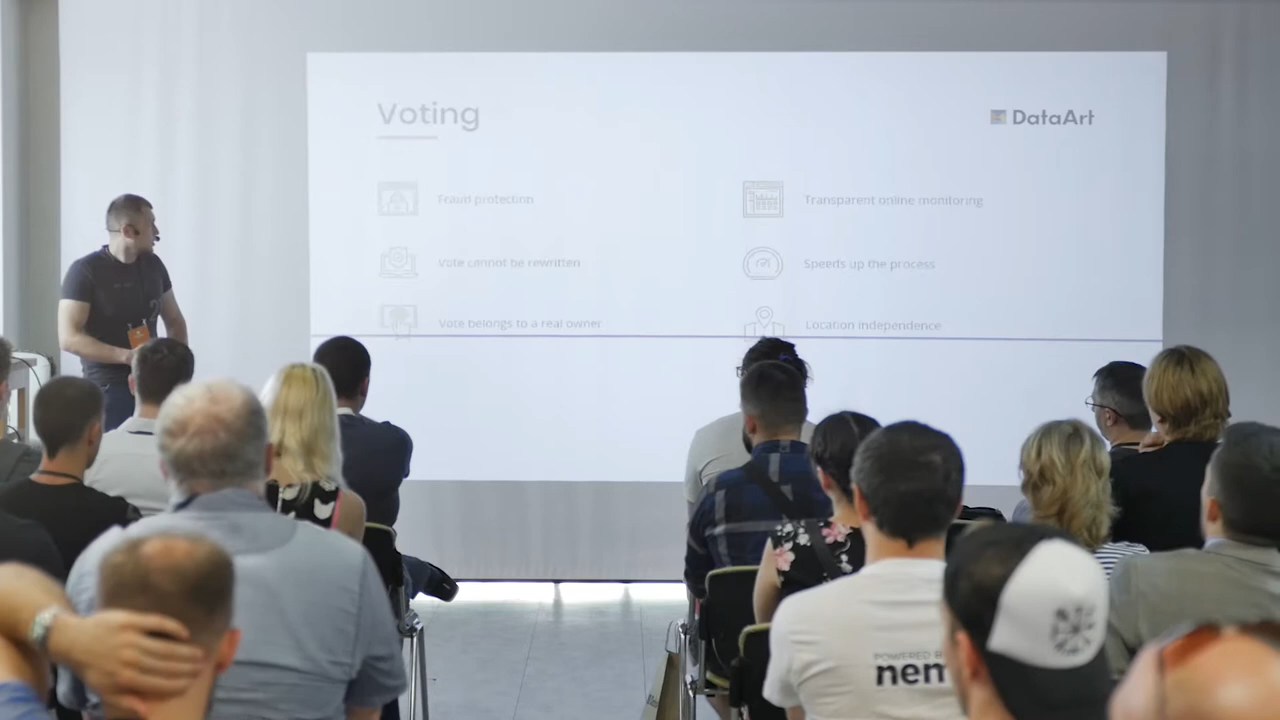 Voting
DataArt
Fraud protection
Transparent online monitoring
Vote cannot be rewritten
Speeds up the process
Vote belongs to a real owner
Location independence
POWERED
nem